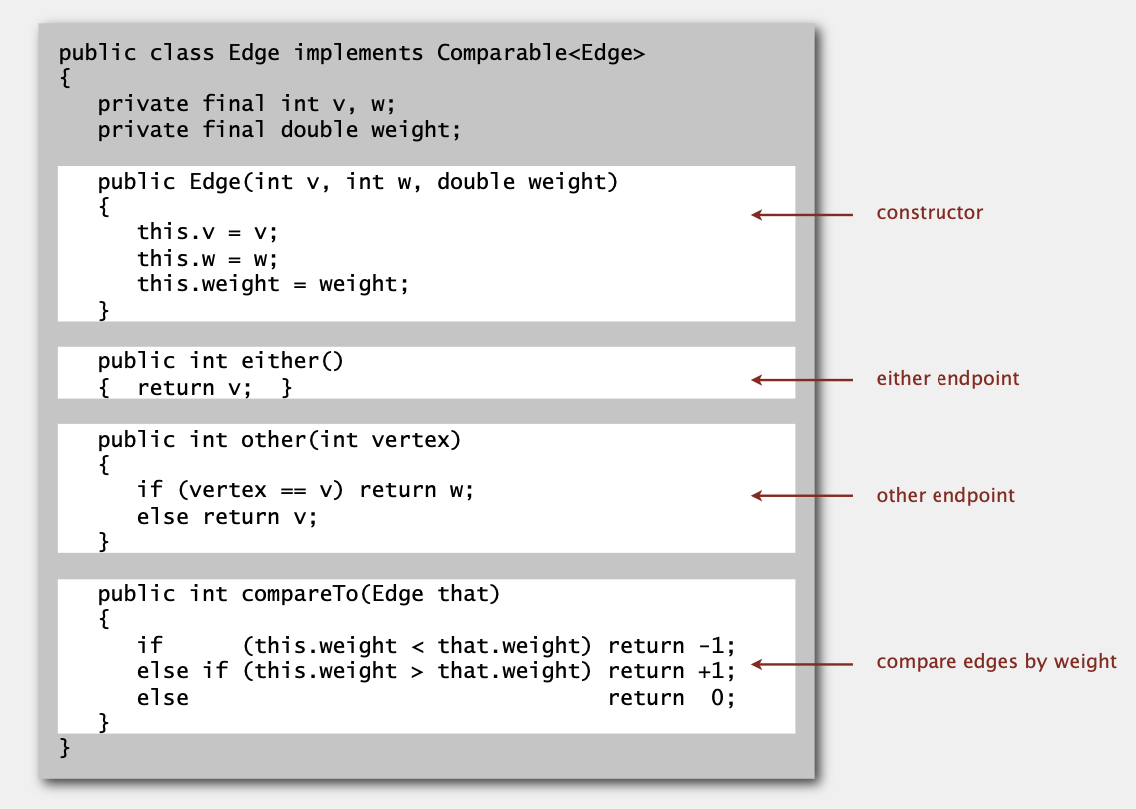 public class Edge implements Comparable<Edge>
{
   private final int v, w;
   private final double weight;
   public Edge(int v, int w, double weight)
   {
      this.v = v;
      this.w = w;
      this.weight = weight;
   }
constructor
   public int either()
   {  return v;  }
either endpoint
   public int other(int vertex)
   {
      if (vertex == v) return w;
      else return v;
   }
other endpoint
   public int compareTo(Edge that)
   {
      if      (this.weight < that.weight) return -1;
      else if (this.weight > that.weight) return +1;
      else                                return  0;
   }
compare edges by weight
}